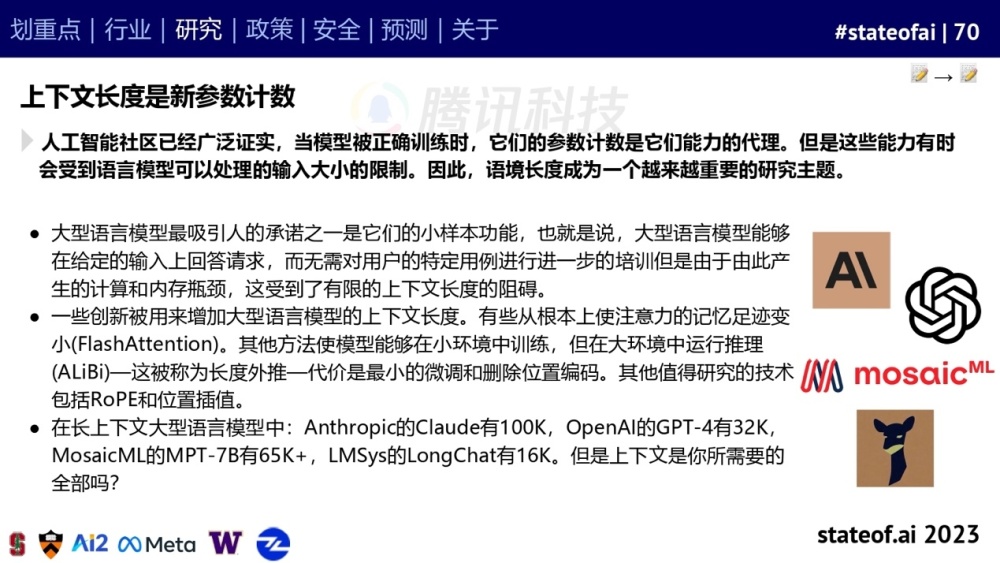 划重点 | 行业 | 研究 | 政策 | 安全 | 预测 | 关于
#stateofai | 70
上下文长度是新参数计数
腾讯科技
人工智能社区已经广泛证实，当模型被正确训练时，它们的参数计数是它们能力的代理。但是这些能力有时
会受到语言模型可以处理的输入大小的限制。因此，语境长度成为一个越来越重要的研究主题。
● 大型语言模型最吸引人的承诺之一是它们的小样本功能，也就是说，大型语言模型能够
在给定的输入上回答请求，而无需对用户的特定用例进行进一步的培训但是由于由此产
生的计算和内存瓶颈，这受到了有限的上下文长度的阻碍。
● 一些创新被用来增加大型语言模型的上下文长度。有些从根本上使注意力的记忆足迹变
小(FlashAttention)。其他方法使模型能够在小环境中训练，但在大环境中运行推理
(ALiBi)—这被称为长度外推—代价是最小的微调和删除位置编码。其他值得研究的技术
包括RoPE和位置插值。
● 在长上下文大型语言模型中：Anthropic的Claude有100K，OpenAI的GPT-4有32K，
MosaicML的MPT-7B有65K+，LMSys的LongChat有16K。但是上下文是你所需要的
全部吗？
AI
mosaicML
S
Ai2
Meta
W
stateof.ai 2023